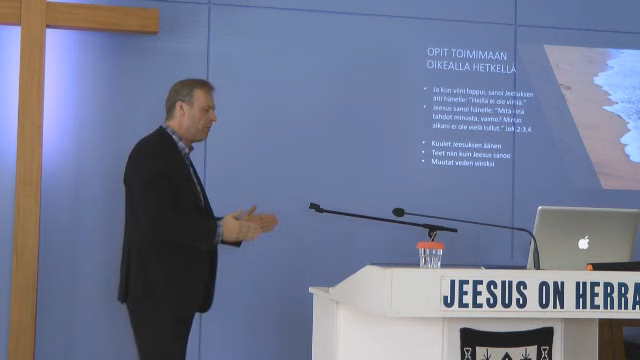 OPIT TOIMIMAAN
OIKEALLA HETKELLÄ
• Ja kun viini loppui, sanoi Jeesuksen
äiti hänelle: "Heillä ei ole viiniä."
• Jeesus sanoi hänelle: "Mitä sinä
tahdot minusta, vaimo? Minun
aikani ei ole vielä tullut." Joh 2:3,4
• Kuulet Jeesuksen äänen
• Teet niin kuin Jeesus sanoo
• Muutat veden viiniksi
JEESUS ON HERRA